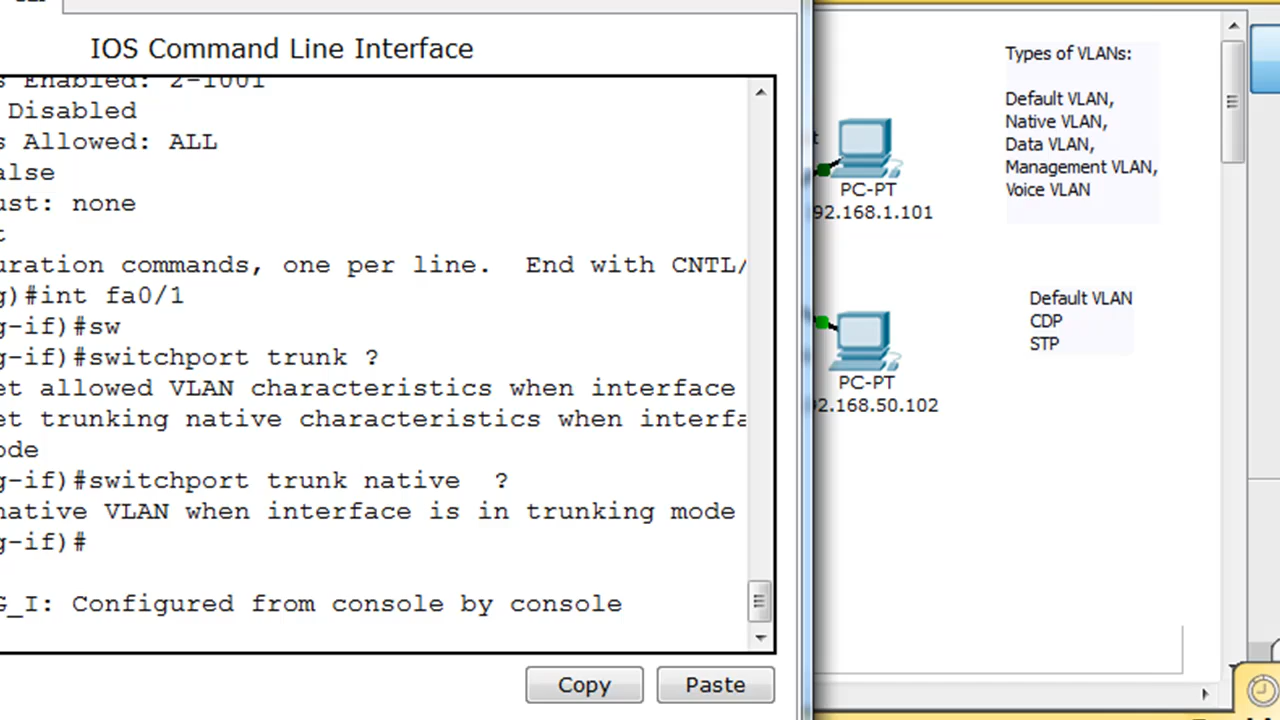 IOS Command Line Interface
s Enabled: 2-1001
Disabled
s Allowed: ALL
alse
ust: none
t
uration commands, one per line.  End with CNTL/
g)#int fa0/1
g-if)#sw
g-if)#switchport trunk ?
et allowed VLAN characteristics when interface
et trunking native characteristics when interfa
ode
g-if)#switchport trunk native  ?
native VLAN when interface is in trunking mode
g-if)#
G_I: Configured from console by console
Copy
Paste
t
PC-PT
92.168.1.101
PC-PT
92.168.50.102
Types of VLANs:
Default VLAN,
Native VLAN,
Data VLAN,
Management VLAN,
Voice VLAN
Default VLAN
CDP
STP